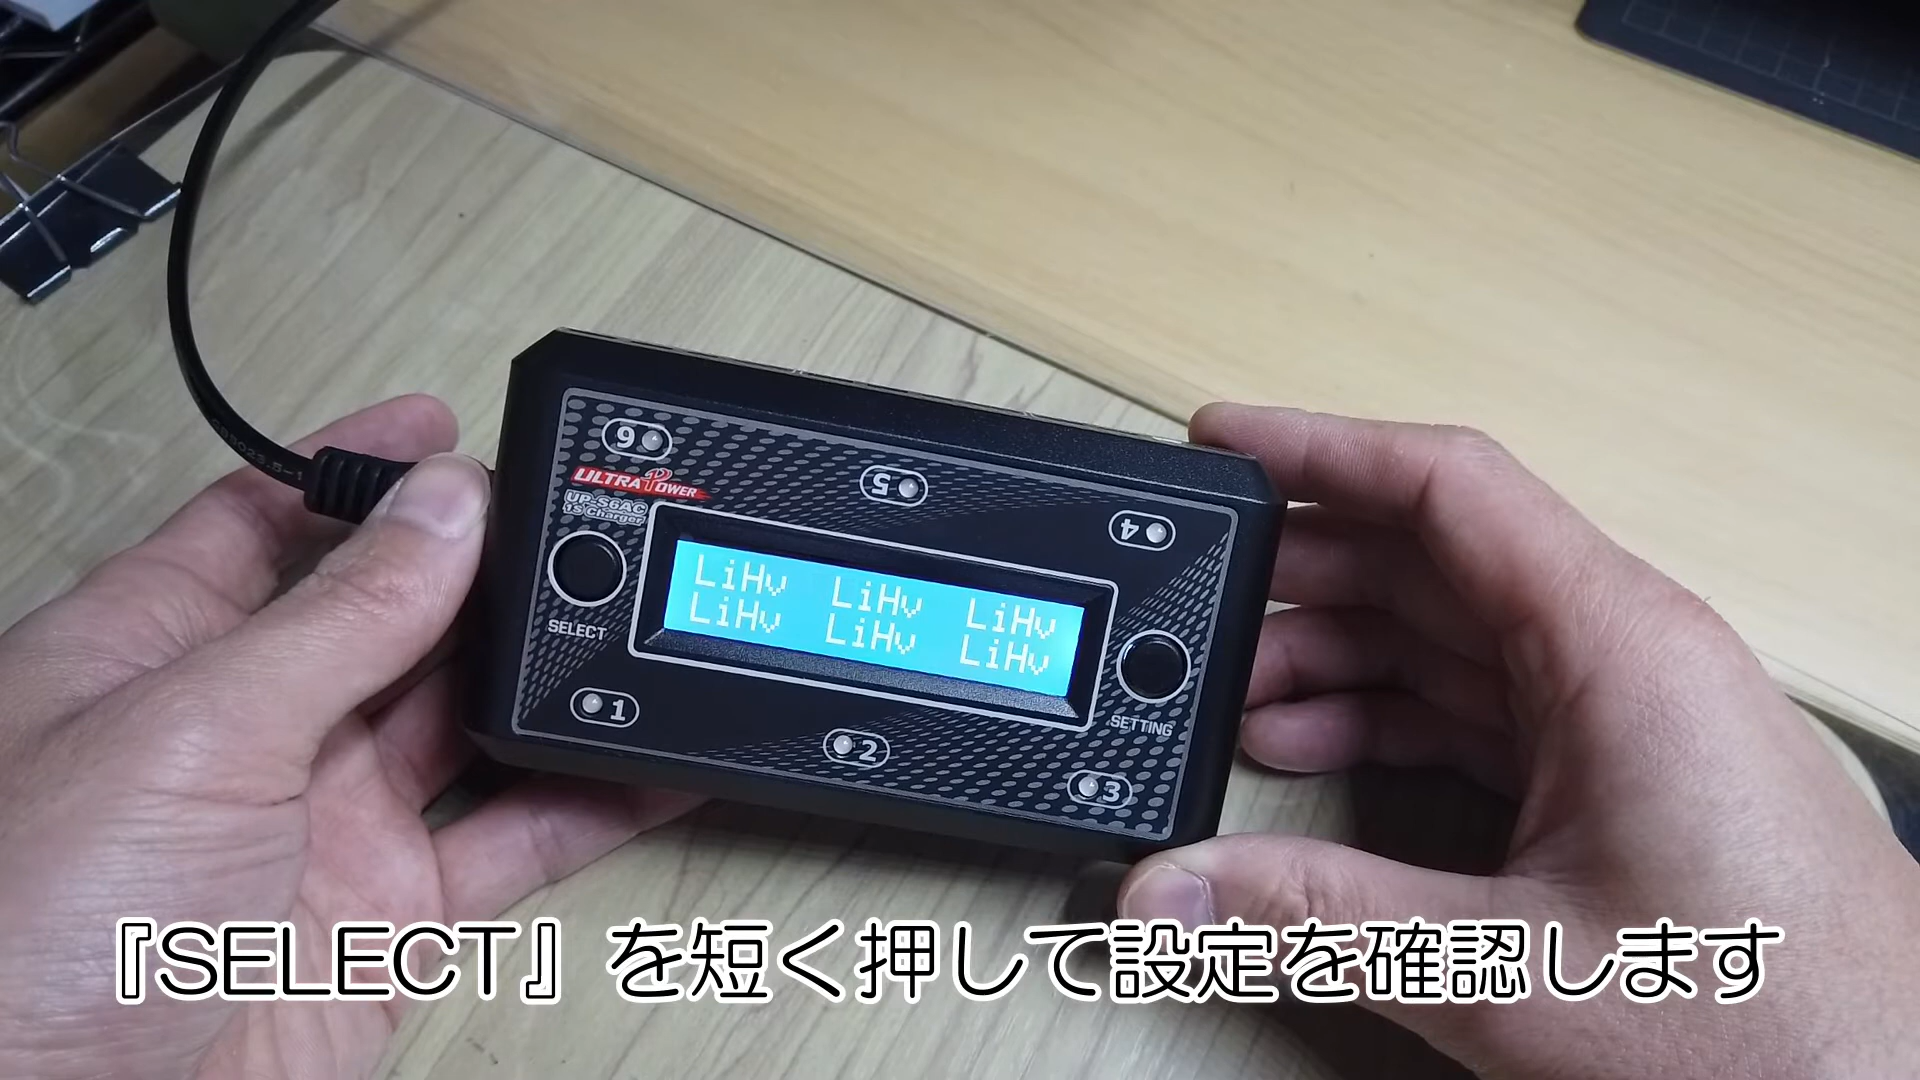 6
ULTRA POWER
UP-S6AC
1S Charger
5
4
LiHv LiHv LiHv
LiHv LiHv LiHv
SELECT
SETTING
1
2
3
『SELECT』を短く押して設定を確認します